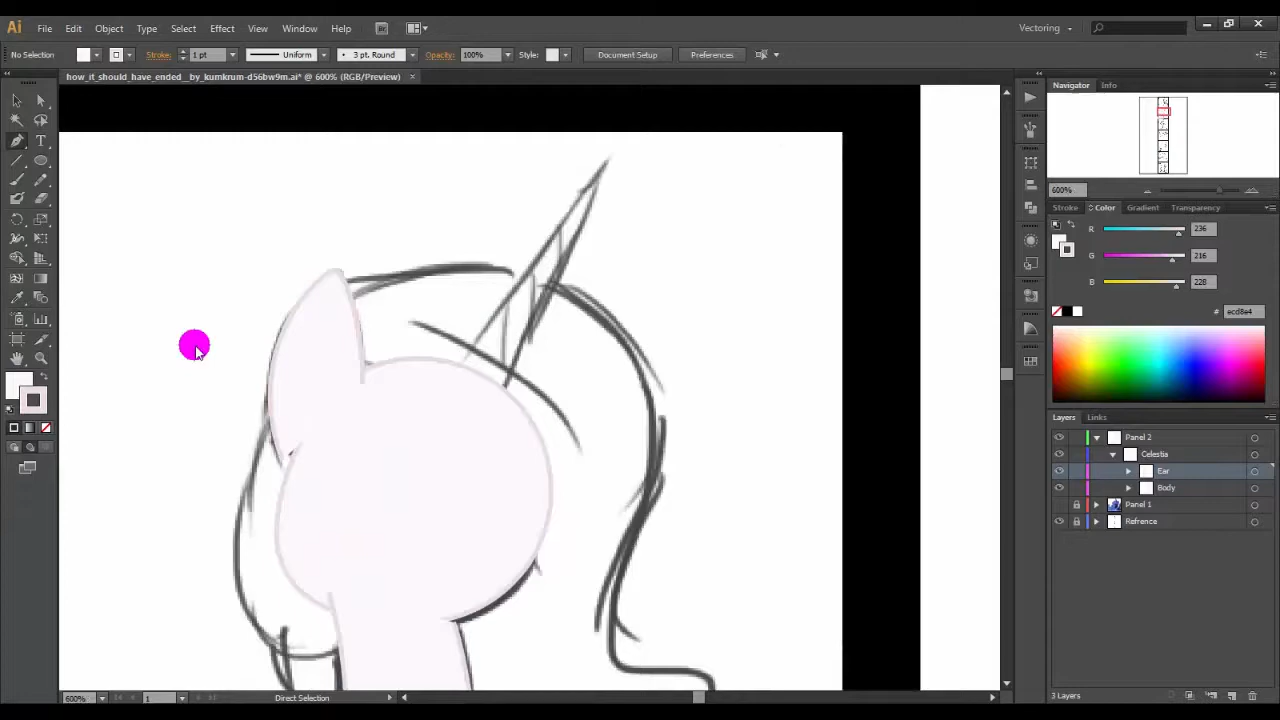 Ai File Edit Object Type Select Effect View Window Help Br Vectoring
No Selection Stroke: 1 pt Uniform 3 pt. Round Opacity: 100% Style: Document Setup Preferences
how_it_should_have_ended__by_kumkrum-d56bw9m.ai* @ 600% (RGB/Preview)
Navigator Info
600%
Stroke Color Gradient Transparency
R 236
G 216
B 228
# ecd8e4
Layers Links
Panel 2
Celestia
Ear
Body
Panel 1
Refrence
3 Layers
600% 1 Direct Selection